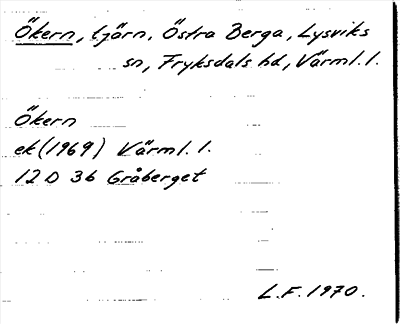 Ökern, tjärn, Östra Berga, Lysviks
sn, Fryksdals hd, Värml. l.
Ökern
ek (1969) Värml. l.
12 D 3b Gråberget
L.F. 1970.